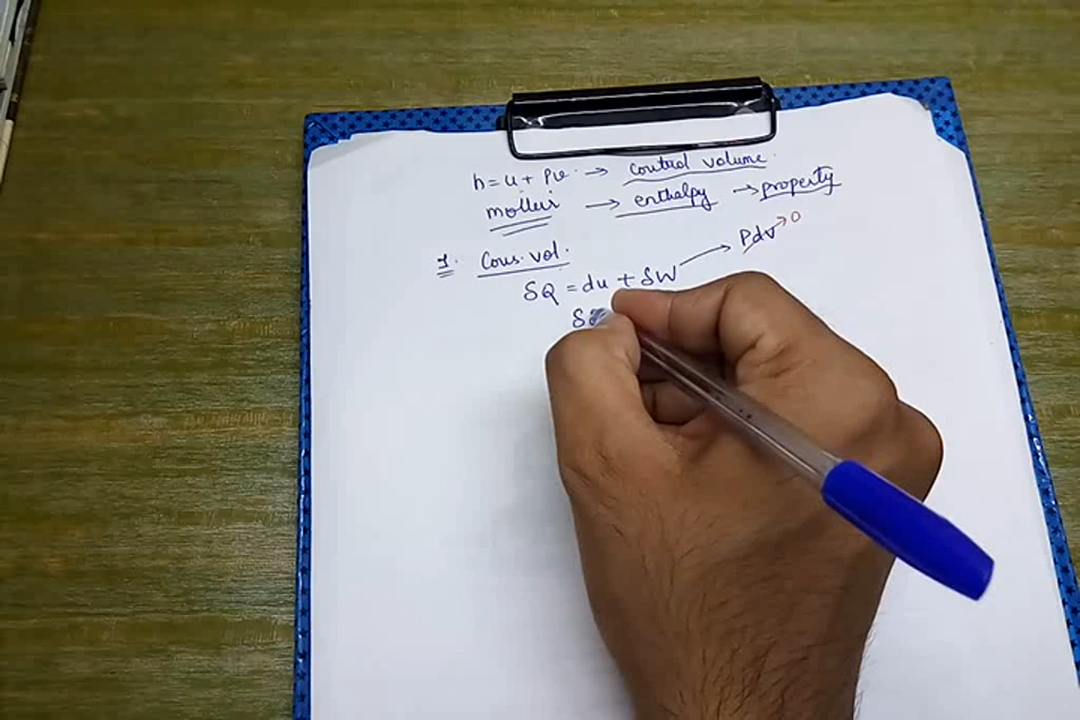 h = u + pv. → control volume.
mollier → enthalpy → property
1. Cons. vol.
δQ = du + δW → Pdv → 0
δ